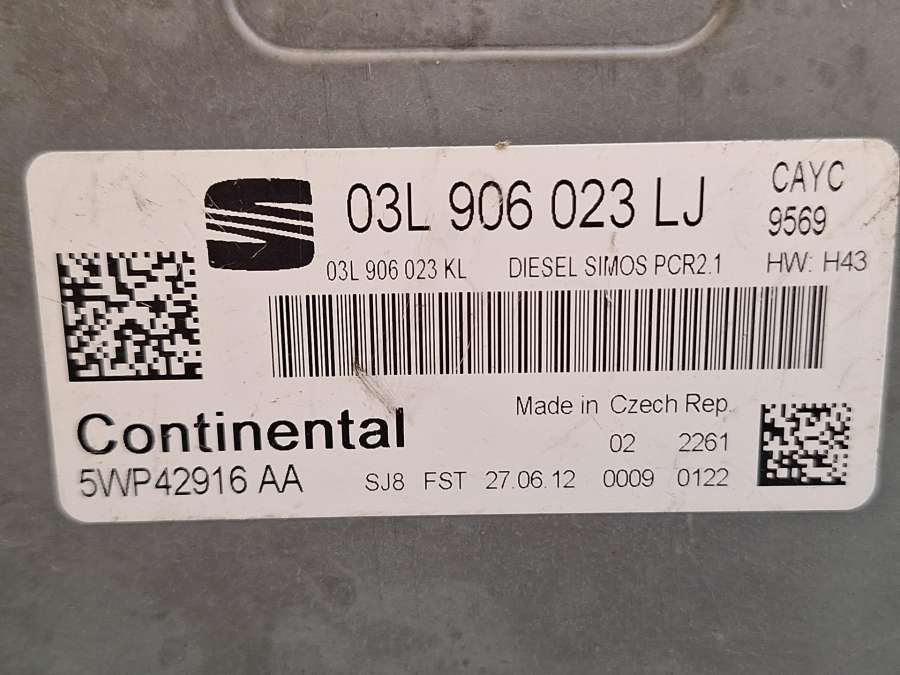 03L 906 023 LJ
CAYC
9569
03L 906 023 KL DIESEL SIMOS PCR2.1 HW: H43
Made in Czech Rep.
Continental
02 2261
5WP42916 AA SJ8 FST 27.06.12 0009 0122